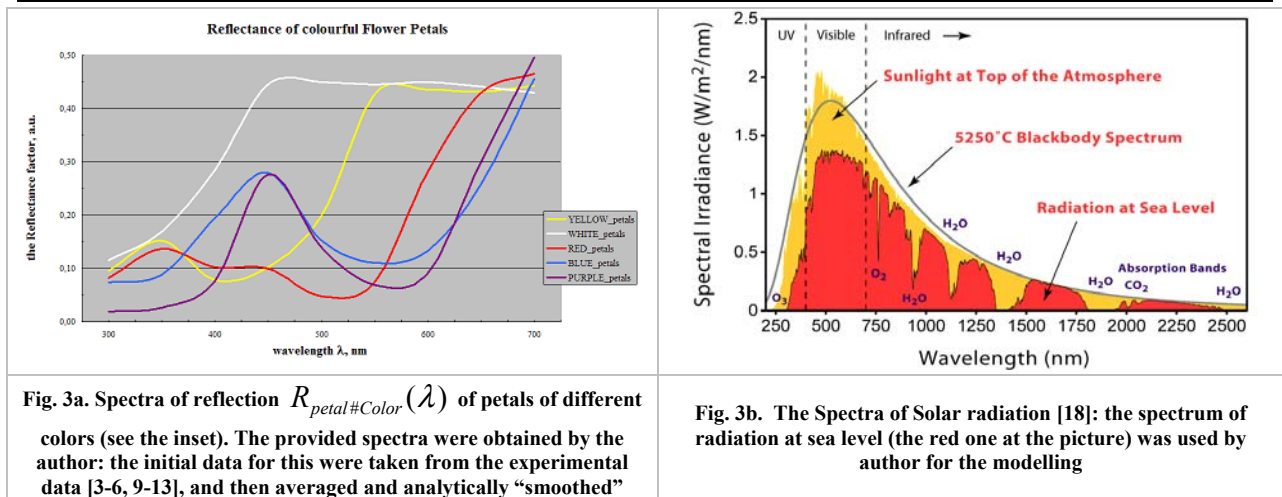 Reflectance of colourful Flower Petals
the Reflectance factor, a.u.
0,50
0,40
0,30
0,20
0,10
0,00
300
400
500
600
700
wavelength λ, nm
YELLOW_petals
WHITE_petals
RED_petals
BLUE_petals
PURPLE_petals
Spectral Irradiance (W/m²/nm)
2.5
2
1.5
1
0.5
0
UV
Visible
Infrared
Sunlight at Top of the Atmosphere
5250°C Blackbody Spectrum
Radiation at Sea Level
O₃
O₂
H₂O
H₂O
H₂O
H₂O
Absorption Bands
CO₂
H₂O
250 500 750 1000 1250 1500 1750 2000 2250 2500
Wavelength (nm)
Fig. 3a. Spectra of reflection R petal#Color (λ) of petals of different
colors (see the inset). The provided spectra were obtained by the
author: the initial data for this were taken from the experimental
data [3-6, 9-13], and then averaged and analytically “smoothed”
Fig. 3b. The Spectra of Solar radiation [18]: the spectrum of
radiation at sea level (the red one at the picture) was used by
author for the modelling